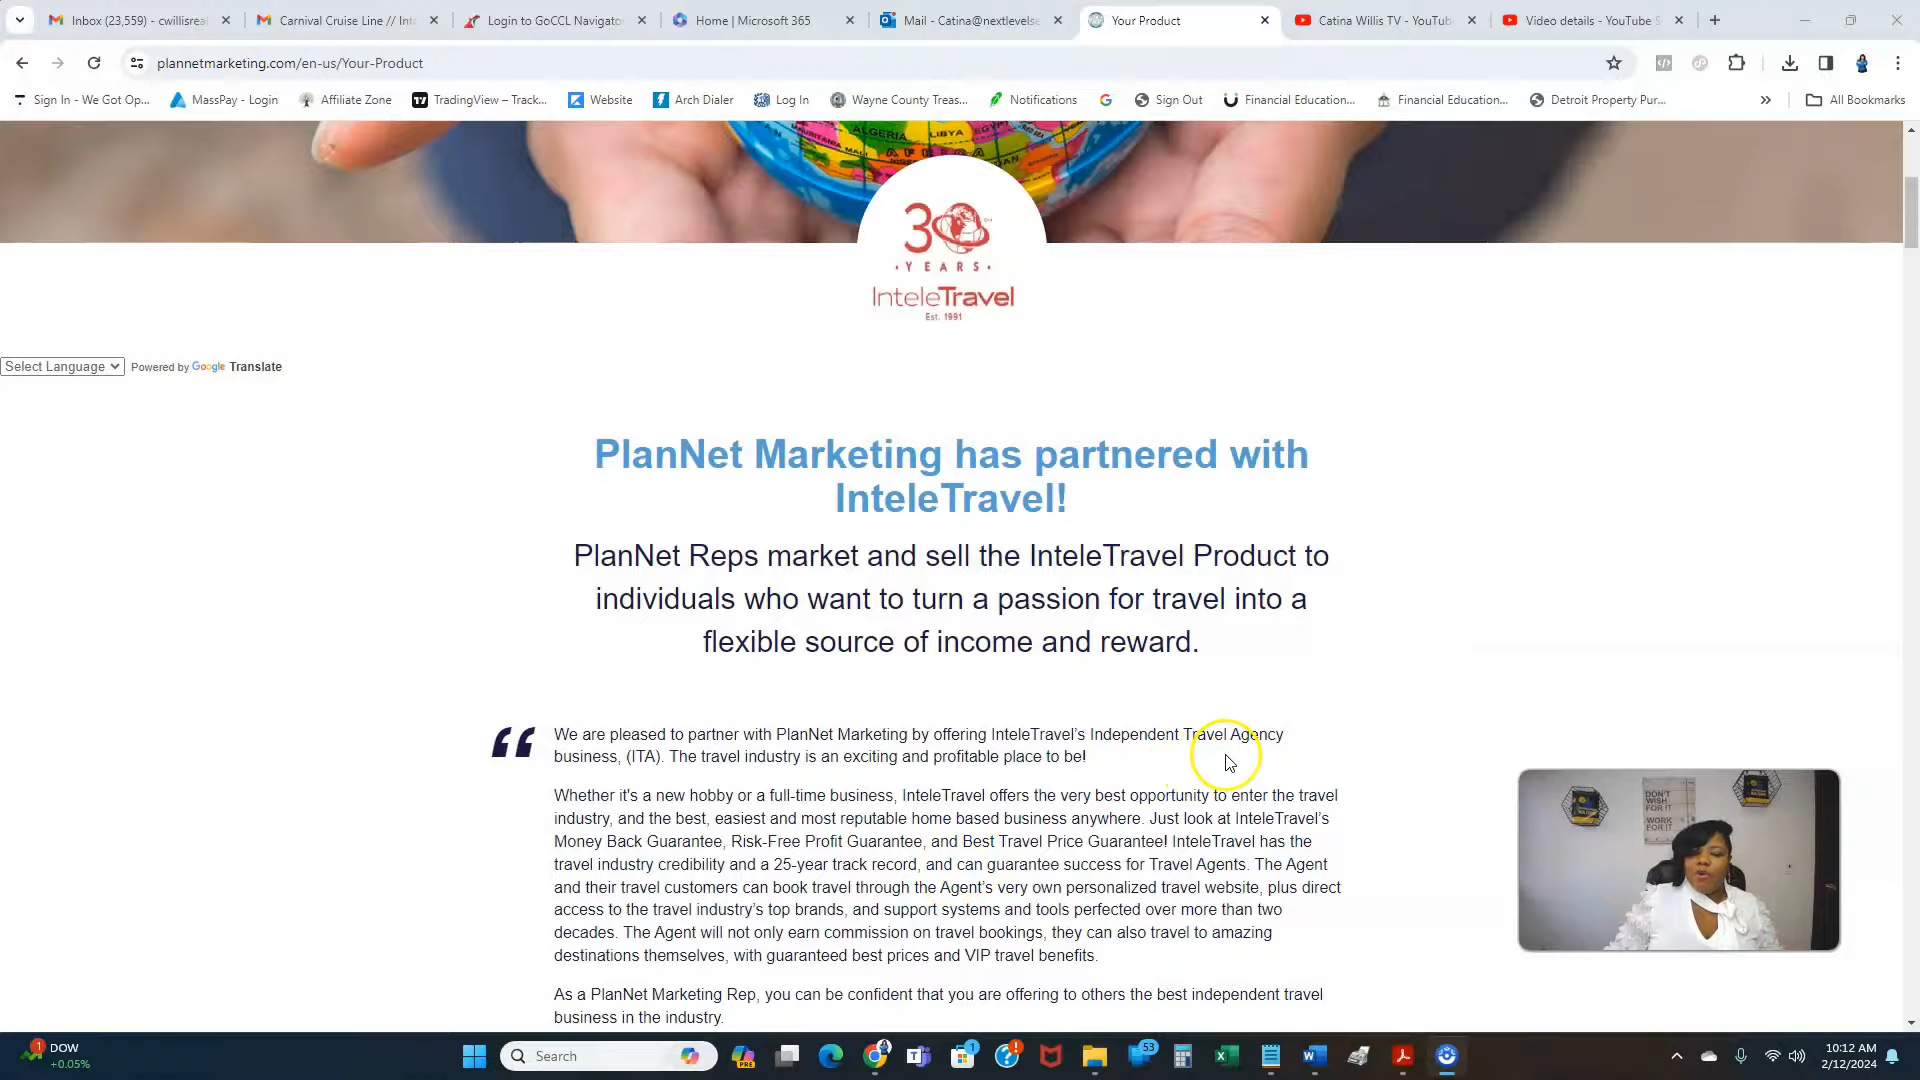 Inbox (23,559) - cwillisreal
Carnival Cruise Line // Int
Login to GoCCL Navigato
Home | Microsoft 365
Mail - Catina@nextlevelse
Your Product
Catina Willis TV - YouTub
Video details - YouTube S
plannetmarketing.com/en-us/Your-Product
Sign In - We Got Op...
MassPay - Login
Affiliate Zone
TradingView – Track...
Website
Arch Dialer
Log In
Wayne County Treas...
Notifications
Sign Out
Financial Education...
Financial Education...
Detroit Property Pur...
All Bookmarks
ALGERIA
LIBYA
AFRICA
30
YEARS
InteleTravel
Est. 1991
Select Language
Powered by Google Translate
PlanNet Marketing has partnered with
InteleTravel!
PlanNet Reps market and sell the InteleTravel Product to
individuals who want to turn a passion for travel into a
flexible source of income and reward.
“ We are pleased to partner with PlanNet Marketing by offering InteleTravel’s Independent Travel Agency
business, (ITA). The travel industry is an exciting and profitable place to be!
Whether it's a new hobby or a full-time business, InteleTravel offers the very best opportunity to enter the travel
industry, and the best, easiest and most reputable home based business anywhere. Just look at InteleTravel’s
Money Back Guarantee, Risk-Free Profit Guarantee, and Best Travel Price Guarantee! InteleTravel has the
travel industry credibility and a 25-year track record, and can guarantee success for Travel Agents. The Agent
and their travel customers can book travel through the Agent’s very own personalized travel website, plus direct
access to the travel industry’s top brands, and support systems and tools perfected over more than two
decades. The Agent will not only earn commission on travel bookings, they can also travel to amazing
destinations themselves, with guaranteed best prices and VIP travel benefits.
As a PlanNet Marketing Rep, you can be confident that you are offering to others the best independent travel
business in the industry.
DON'T
WISH
FOR IT
WORK
FOR IT
1
DOW
+0.05%
Search
PRE
1
53
10:12 AM
2/12/2024